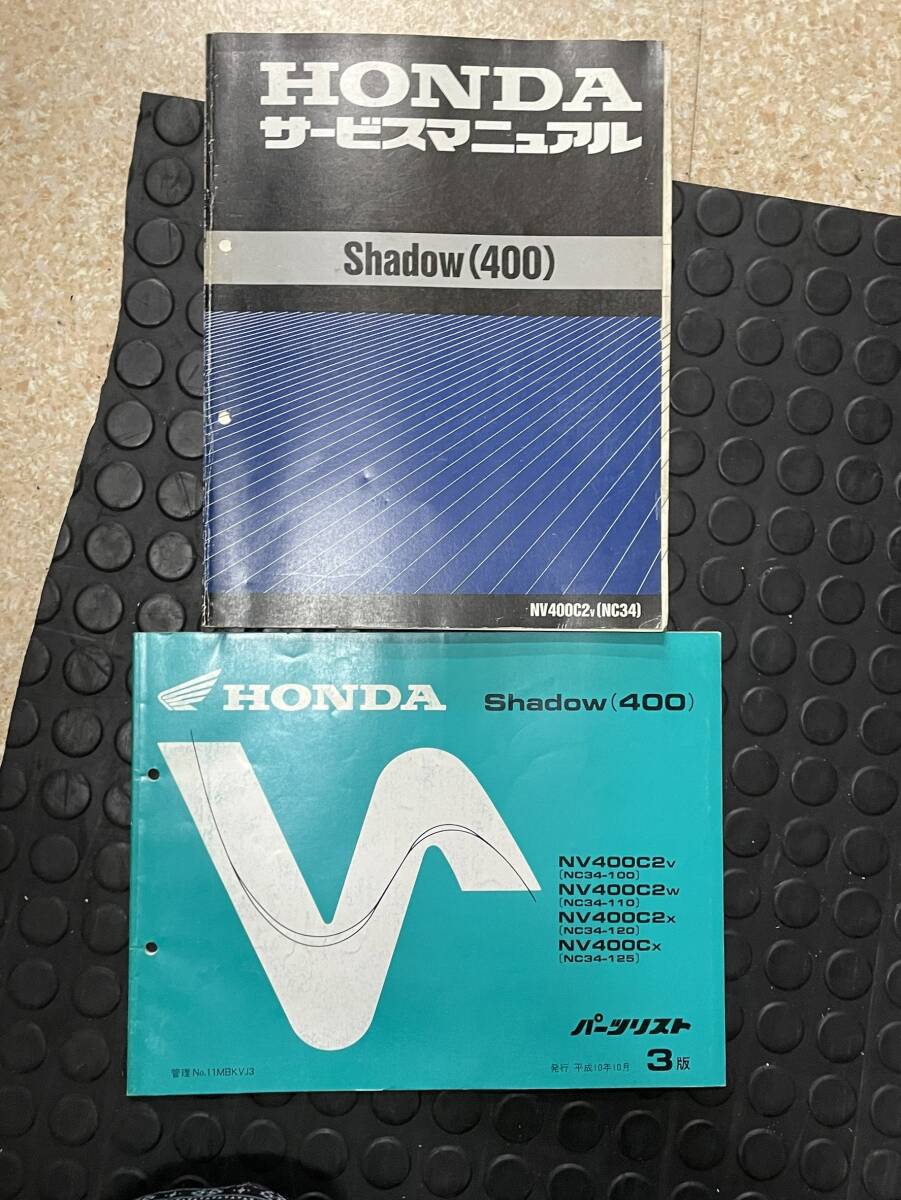 HONDA
サービスマニュアル
Shadow(400)
NV400C2V(NC34)
HONDA
Shadow(400)
NV400C2V
(NC34-100)
NV400C2W
(NC34-110)
NV400C2X
(NC34-120)
NV400CX
(NC34-125)
パーツリスト
管理No.11MBKVJ3
発行 平成10年10月 3版